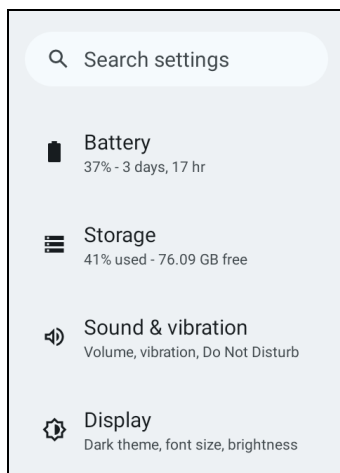 Search settings
Battery
37% - 3 days, 17 hr
Storage
41% used - 76.09 GB free
Sound & vibration
Volume, vibration, Do Not Disturb
Display
Dark theme, font size, brightness